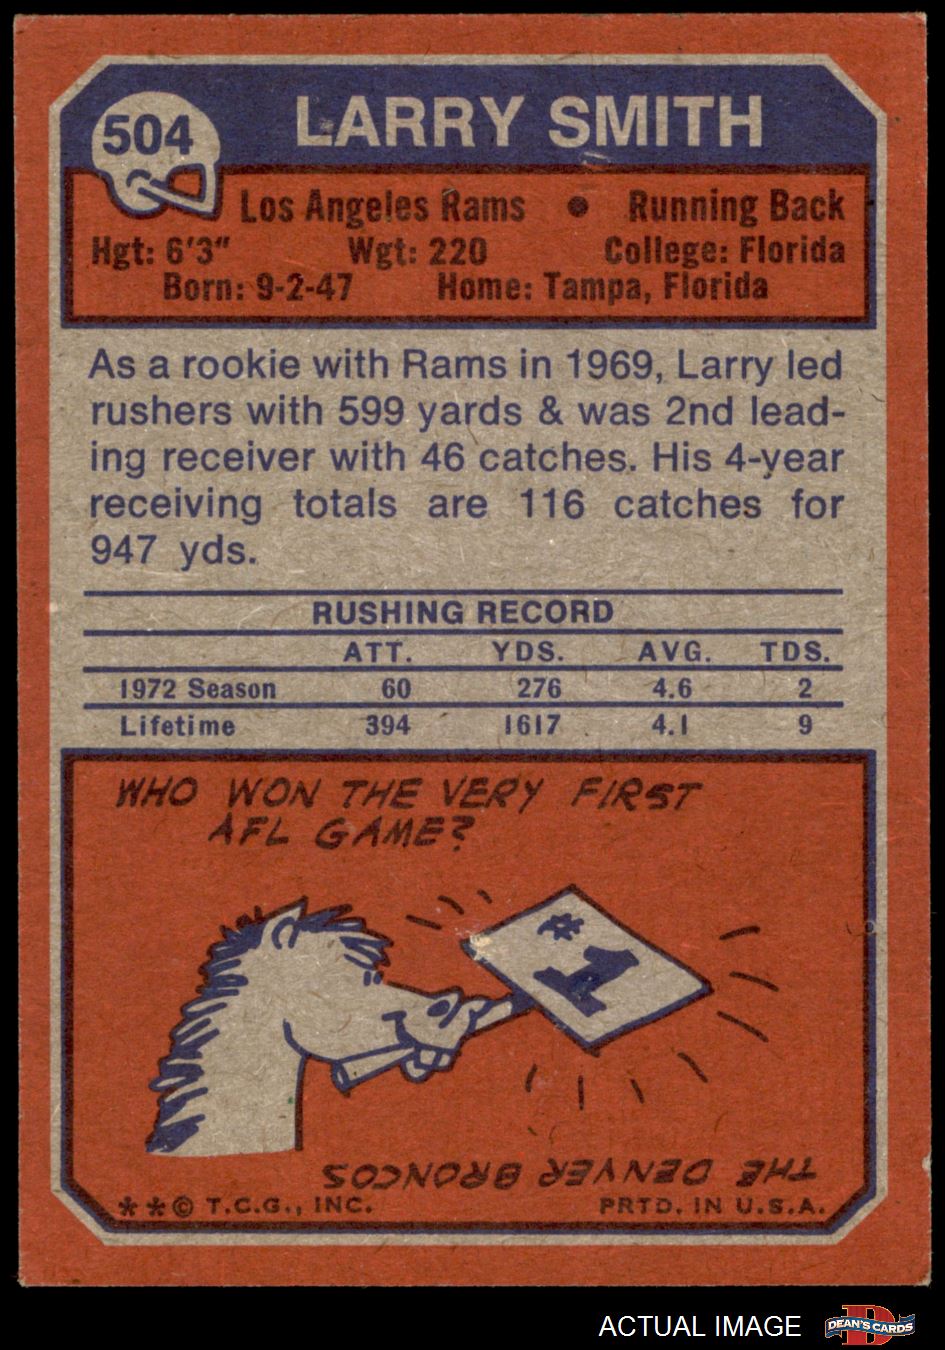 504
LARRY SMITH
Los Angeles Rams • Running Back
Hgt: 6'3" Wgt: 220 College: Florida
Born: 9-2-47 Home: Tampa, Florida
As a rookie with Rams in 1969, Larry led
rushers with 599 yards & was 2nd lead-
ing receiver with 46 catches. His 4-year
receiving totals are 116 catches for
947 yds.
RUSHING RECORD
ATT. YDS. AVG. TDS.
1972 Season 60 276 4.6 2
Lifetime 394 1617 4.1 9
WHO WON THE VERY FIRST
AFL GAME?
#1
THE DENVER BRONCOS
**© T.C.G., INC. PRTD. IN U.S.A.
ACTUAL IMAGE
D
DEAN'S CARDS